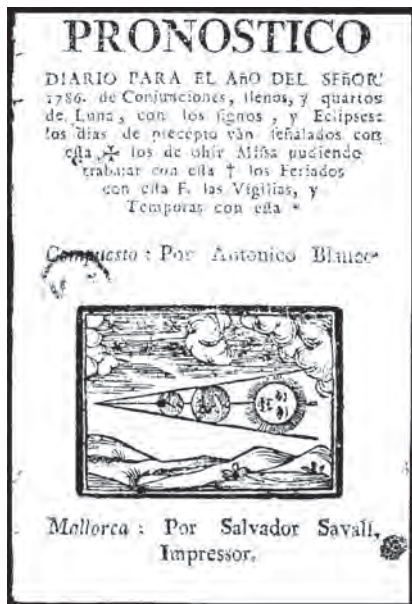 PRONOSTICO
DIARIO PARA EL AñO DEL SEñOR
1786. de Conjunciones, llenos, y quartos
de Luna, con los signos, y Eclipses:
los dias de precepto vàn señalados con
esta ✠ los de ohir Missa pudiendo
trabajar con esta † los Feriados
con esta F. las Vigilias, y
Temporas con esta *
Compuesto : Por Antonico Blanco
Mallorca : Por Salvador Savall,
Impressor.